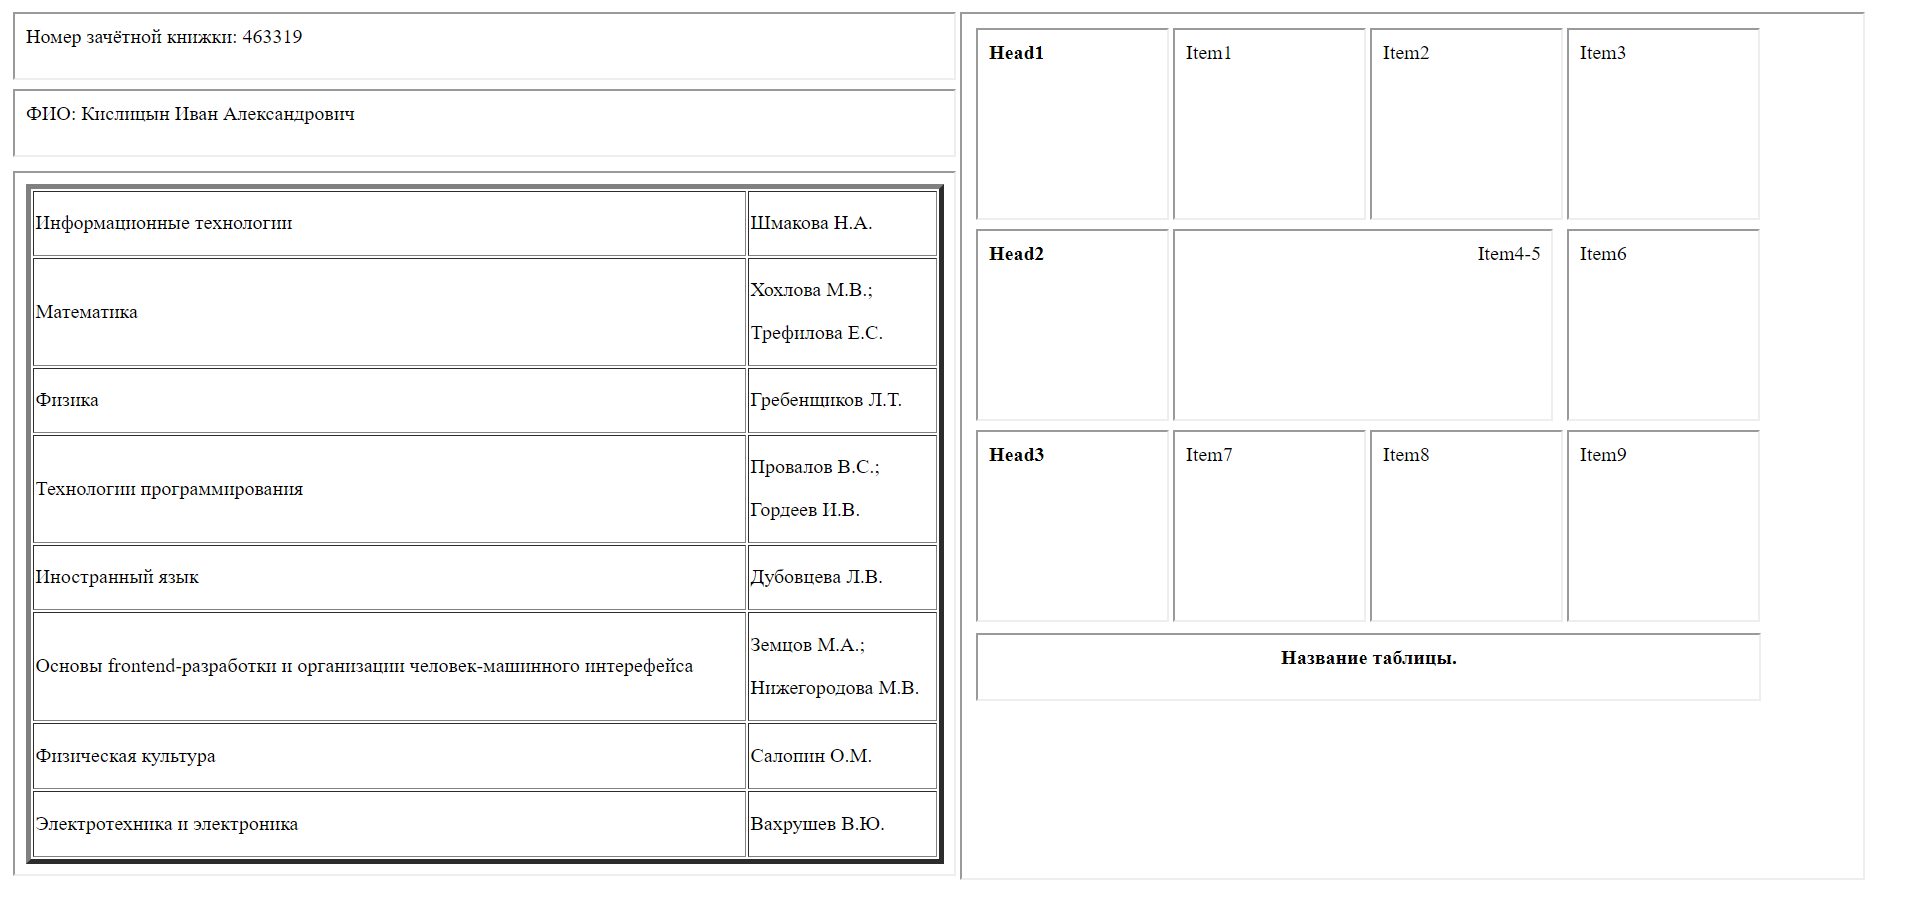 Номер зачётной книжки: 463319
ФИО: Кислицын Иван Александрович
Информационные технологии
Шмакова Н.А.
Математика
Хохлова М.В.;
Трефилова Е.С.
Физика
Гребенщиков Л.Т.
Технологии программирования
Провалов В.С.;
Гордеев И.В.
Иностранный язык
Дубовцева Л.В.
Основы frontend-разработки и организации человек-машинного интерефейса
Земцов М.А.;
Нижегородова М.В.
Физическая культура
Салопин О.М.
Электротехника и электроника
Вахрушев В.Ю.
Head1
Item1
Item2
Item3
Head2
Item4-5
Item6
Head3
Item7
Item8
Item9
Название таблицы.